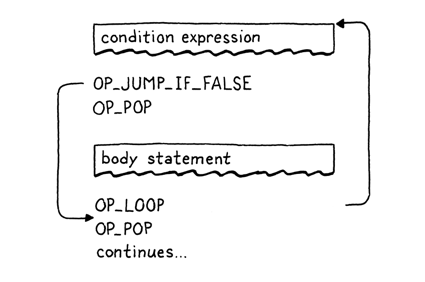 condition expression
OP_JUMP_IF_FALSE
OP_POP
body statement
OP_LOOP
OP_POP
continues...